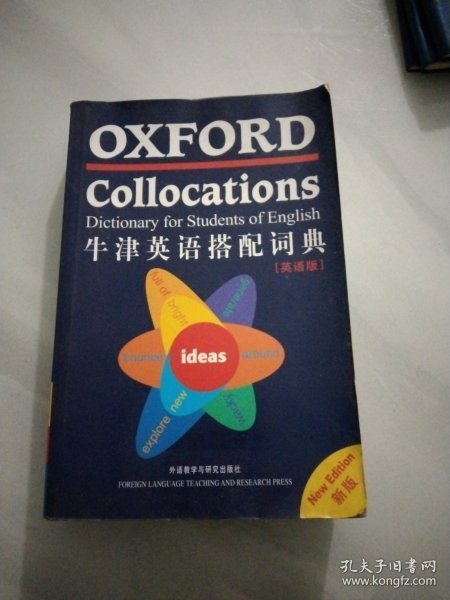 OXFORD
Collocations
Dictionary for Students of English
牛津英语搭配词典
[英语版]
full of bright
generate
bouncing
ideas
around
explore new
wacky
外语教学与研究出版社
FOREIGN LANGUAGE TEACHING AND RESEARCH PRESS
New Edition
新版
孔夫子旧书网
www.kongfz.com